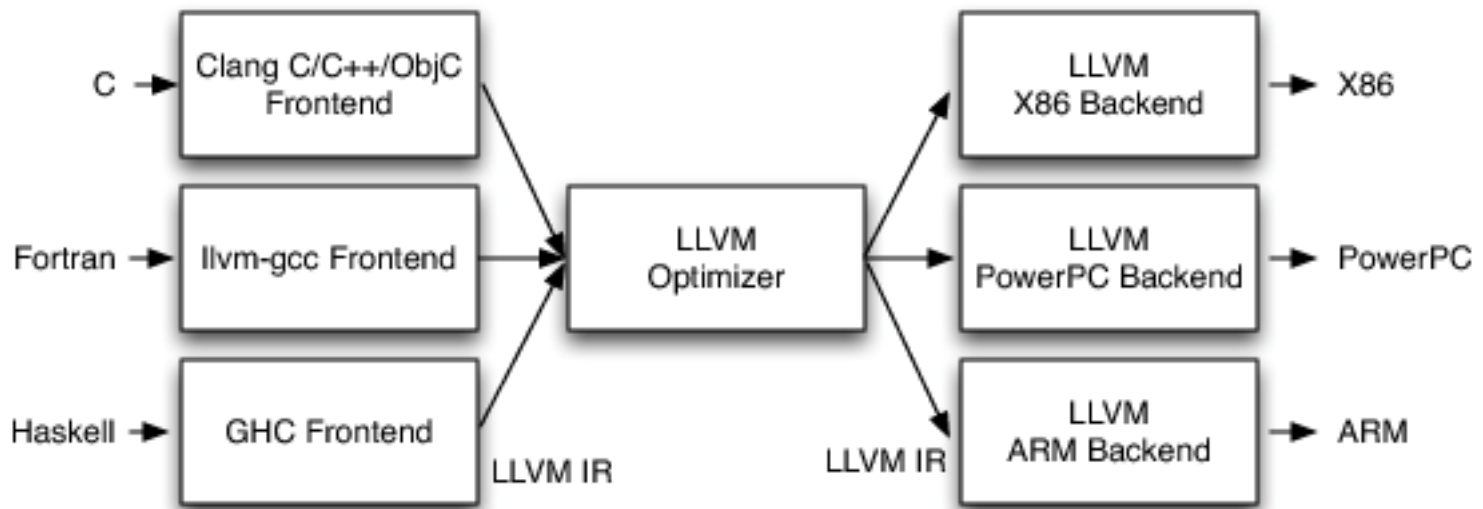 C
Clang C/C++/ObjC
Frontend
LLVM
X86 Backend
X86
Fortran
llvm-gcc Frontend
LLVM
Optimizer
LLVM
PowerPC Backend
PowerPC
Haskell
GHC Frontend
LLVM IR
LLVM IR
LLVM
ARM Backend
ARM